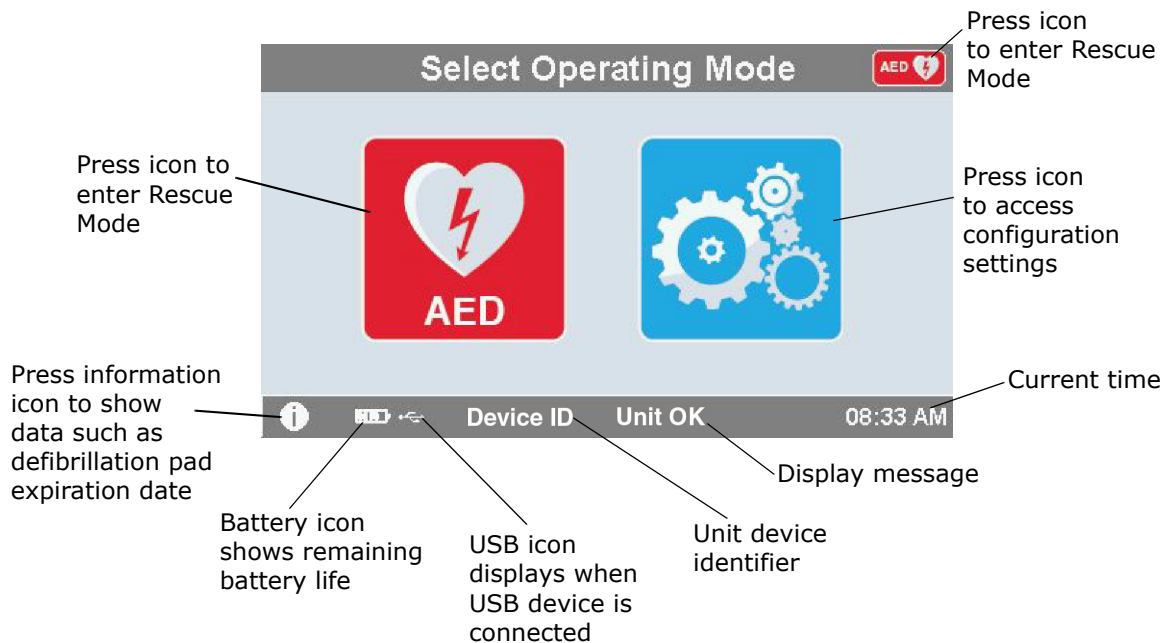 Press icon
to enter Rescue
Mode
Select Operating Mode
AED
Press icon to
enter Rescue
Mode
AED
Press icon
to access
configuration
settings
Press information
icon to show
data such as
defibrillation pad
expiration date
i
Device ID
Unit OK
08:33 AM
Current time
Display message
Battery icon
shows remaining
battery life
USB icon
displays when
USB device is
connected
Unit device
identifier